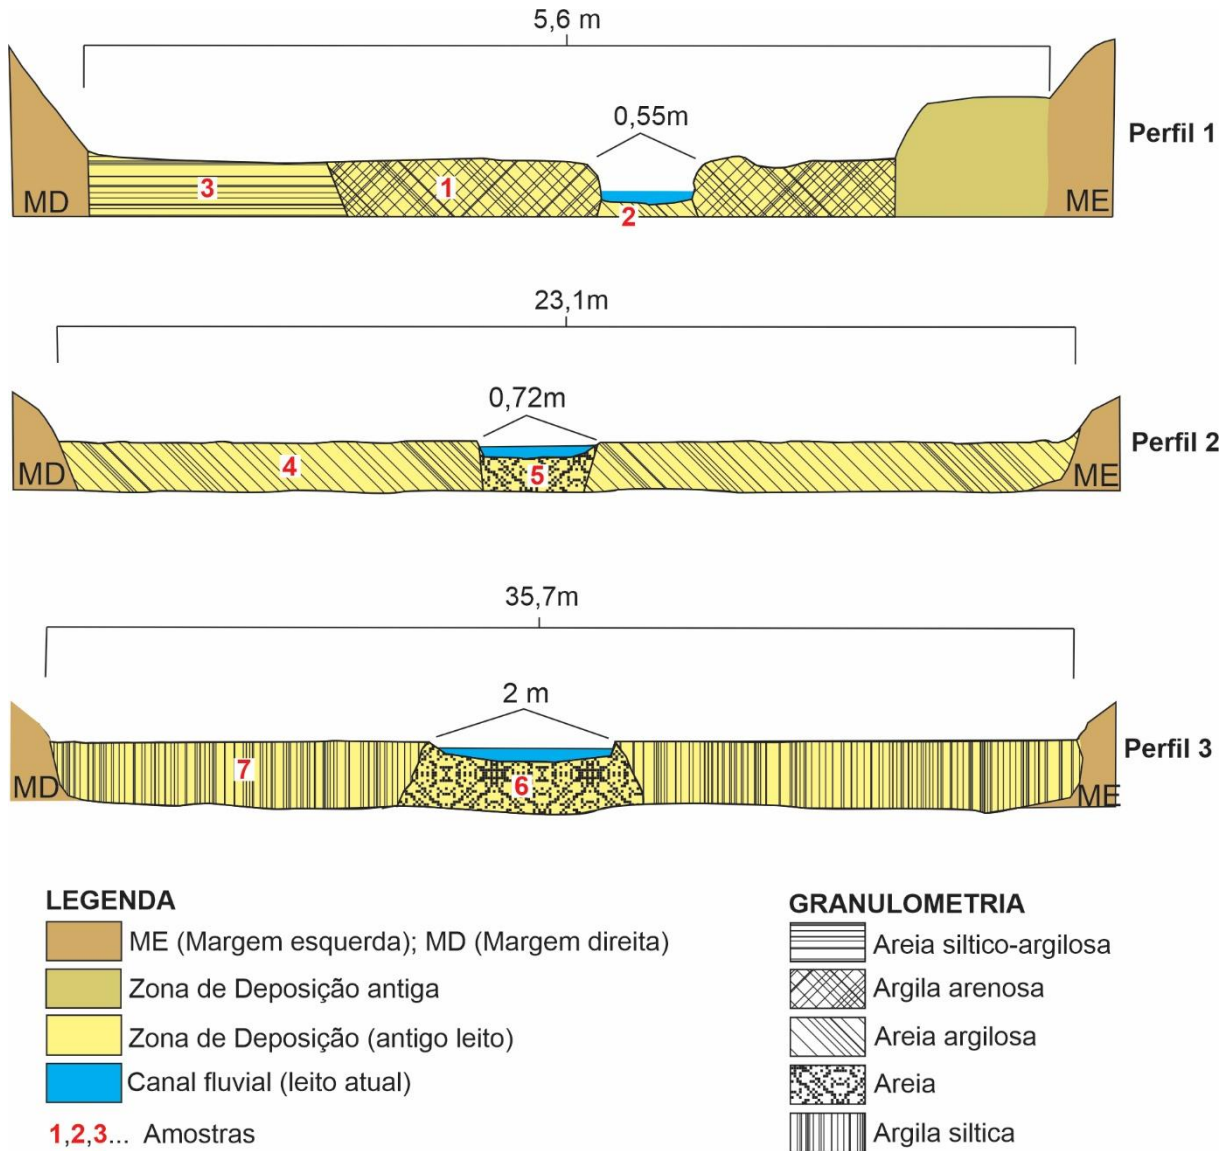 5,6 m
0,55m
Perfil 1
3
1
2
MD
ME
23,1m
0,72m
Perfil 2
4
5
MD
ME
35,7m
2 m
Perfil 3
7
6
MD
ME
LEGENDA
ME (Margem esquerda); MD (Margem direita)
Zona de Deposição antiga
Zona de Deposição (antigo leito)
Canal fluvial (leito atual)
1,2,3... Amostras
GRANULOMETRIA
Areia siltico-argilosa
Argila arenosa
Areia argilosa
Areia
Argila siltica